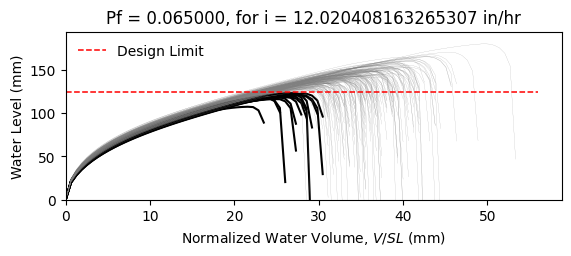 Pf = 0.065000, for i = 12.020408163265307 in/hr
Design Limit
Water Level (mm)
150
100
50
0
0 10 20 30 40 50
Normalized Water Volume, V/SL (mm)